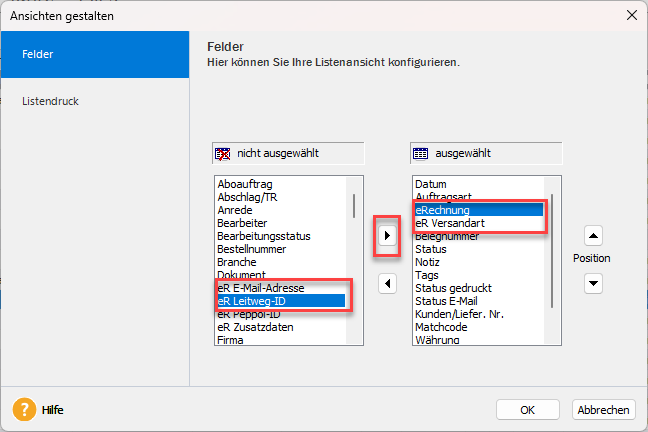 Ansichten gestalten
Felder
Listendruck
Felder
Hier können Sie Ihre Listenansicht konfigurieren.
nicht ausgewählt
Aboauftrag
Abschlag/TR
Anrede
Bearbeiter
Bearbeitungsstatus
Bestellnummer
Branche
Dokument
eR E-Mail-Adresse
eR Leitweg-ID
eR Peppol-ID
eR Zusatzdaten
Firma
ausgewählt
Datum
Auftragsart
eRechnung
eR Versandart
Belegnummer
Status
Notiz
Tags
Status gedruckt
Status E-Mail
Kunden/Liefer. Nr.
Matchcode
Währung
Position
? Hilfe
OK
Abbrechen